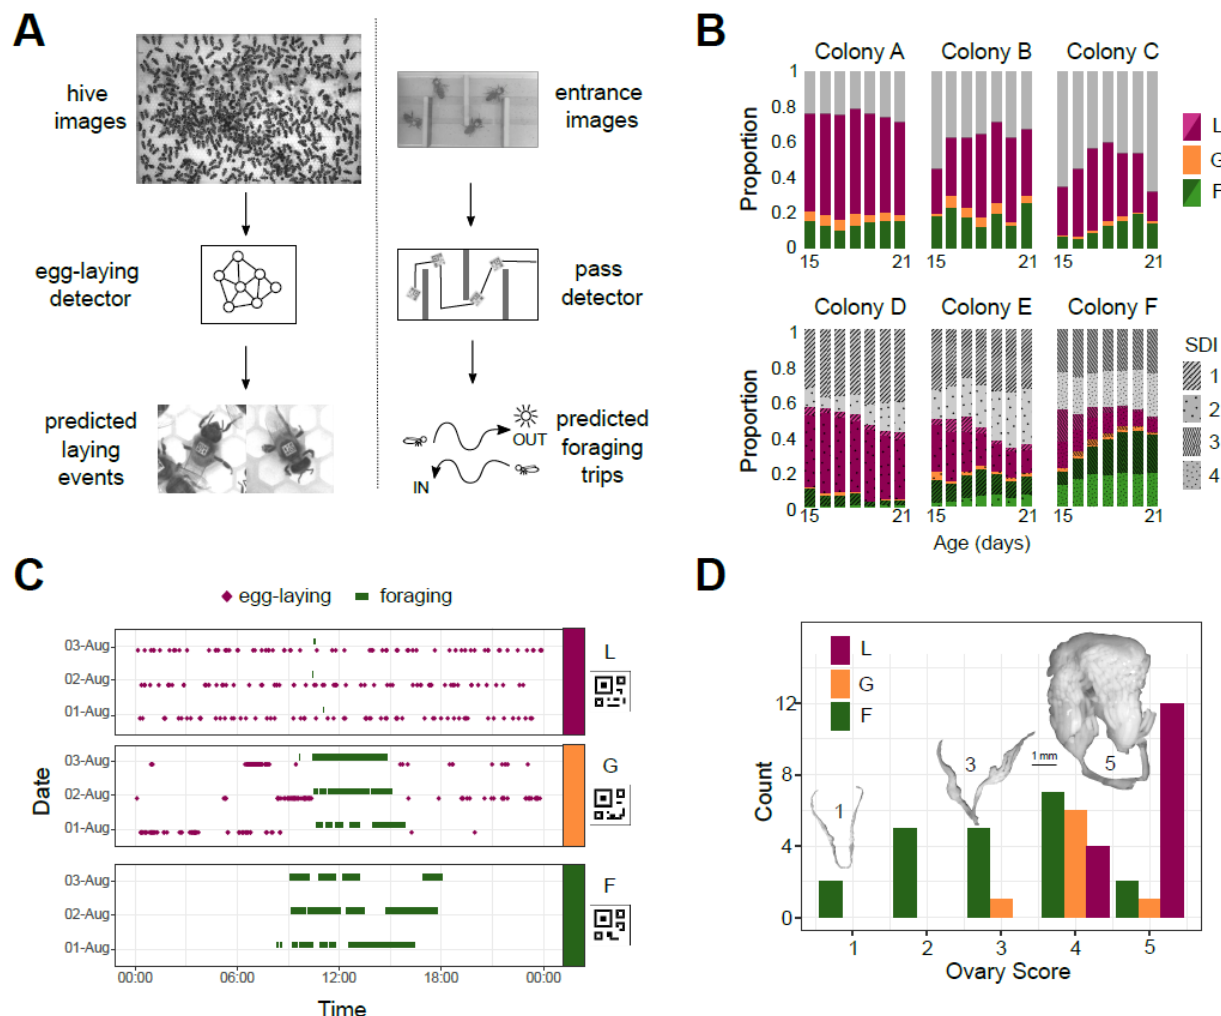 A
hive
images
entrance
images
egg-laying
detector
pass
detector
predicted
laying
events
OUT
IN
predicted
foraging
trips
B
Colony A
Colony B
Colony C
Proportion
1
0.8
0.6
0.4
0.2
0
15
21
15
21
15
21
L
G
F
Colony D
Colony E
Colony F
Proportion
1
0.8
0.6
0.4
0.2
0
15
21
15
21
15
21
Age (days)
SDI
1
2
3
4
C
egg-laying
foraging
Date
03-Aug
02-Aug
01-Aug
L
03-Aug
02-Aug
01-Aug
G
03-Aug
02-Aug
01-Aug
F
00:00
06:00
12:00
18:00
00:00
Time
D
L
G
F
1
3
1 mm
5
Count
12
8
4
0
1
2
3
4
5
Ovary Score